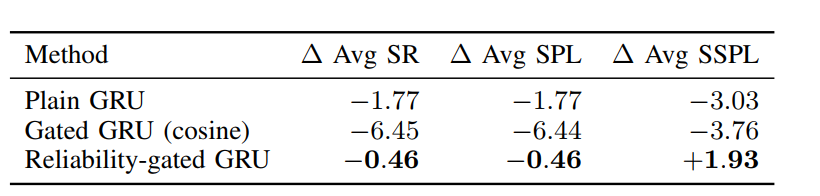 Method Δ Avg SR Δ Avg SPL Δ Avg SSPL
Plain GRU −1.77 −1.77 −3.03
Gated GRU (cosine) −6.45 −6.44 −3.76
Reliability-gated GRU −0.46 −0.46 +1.93